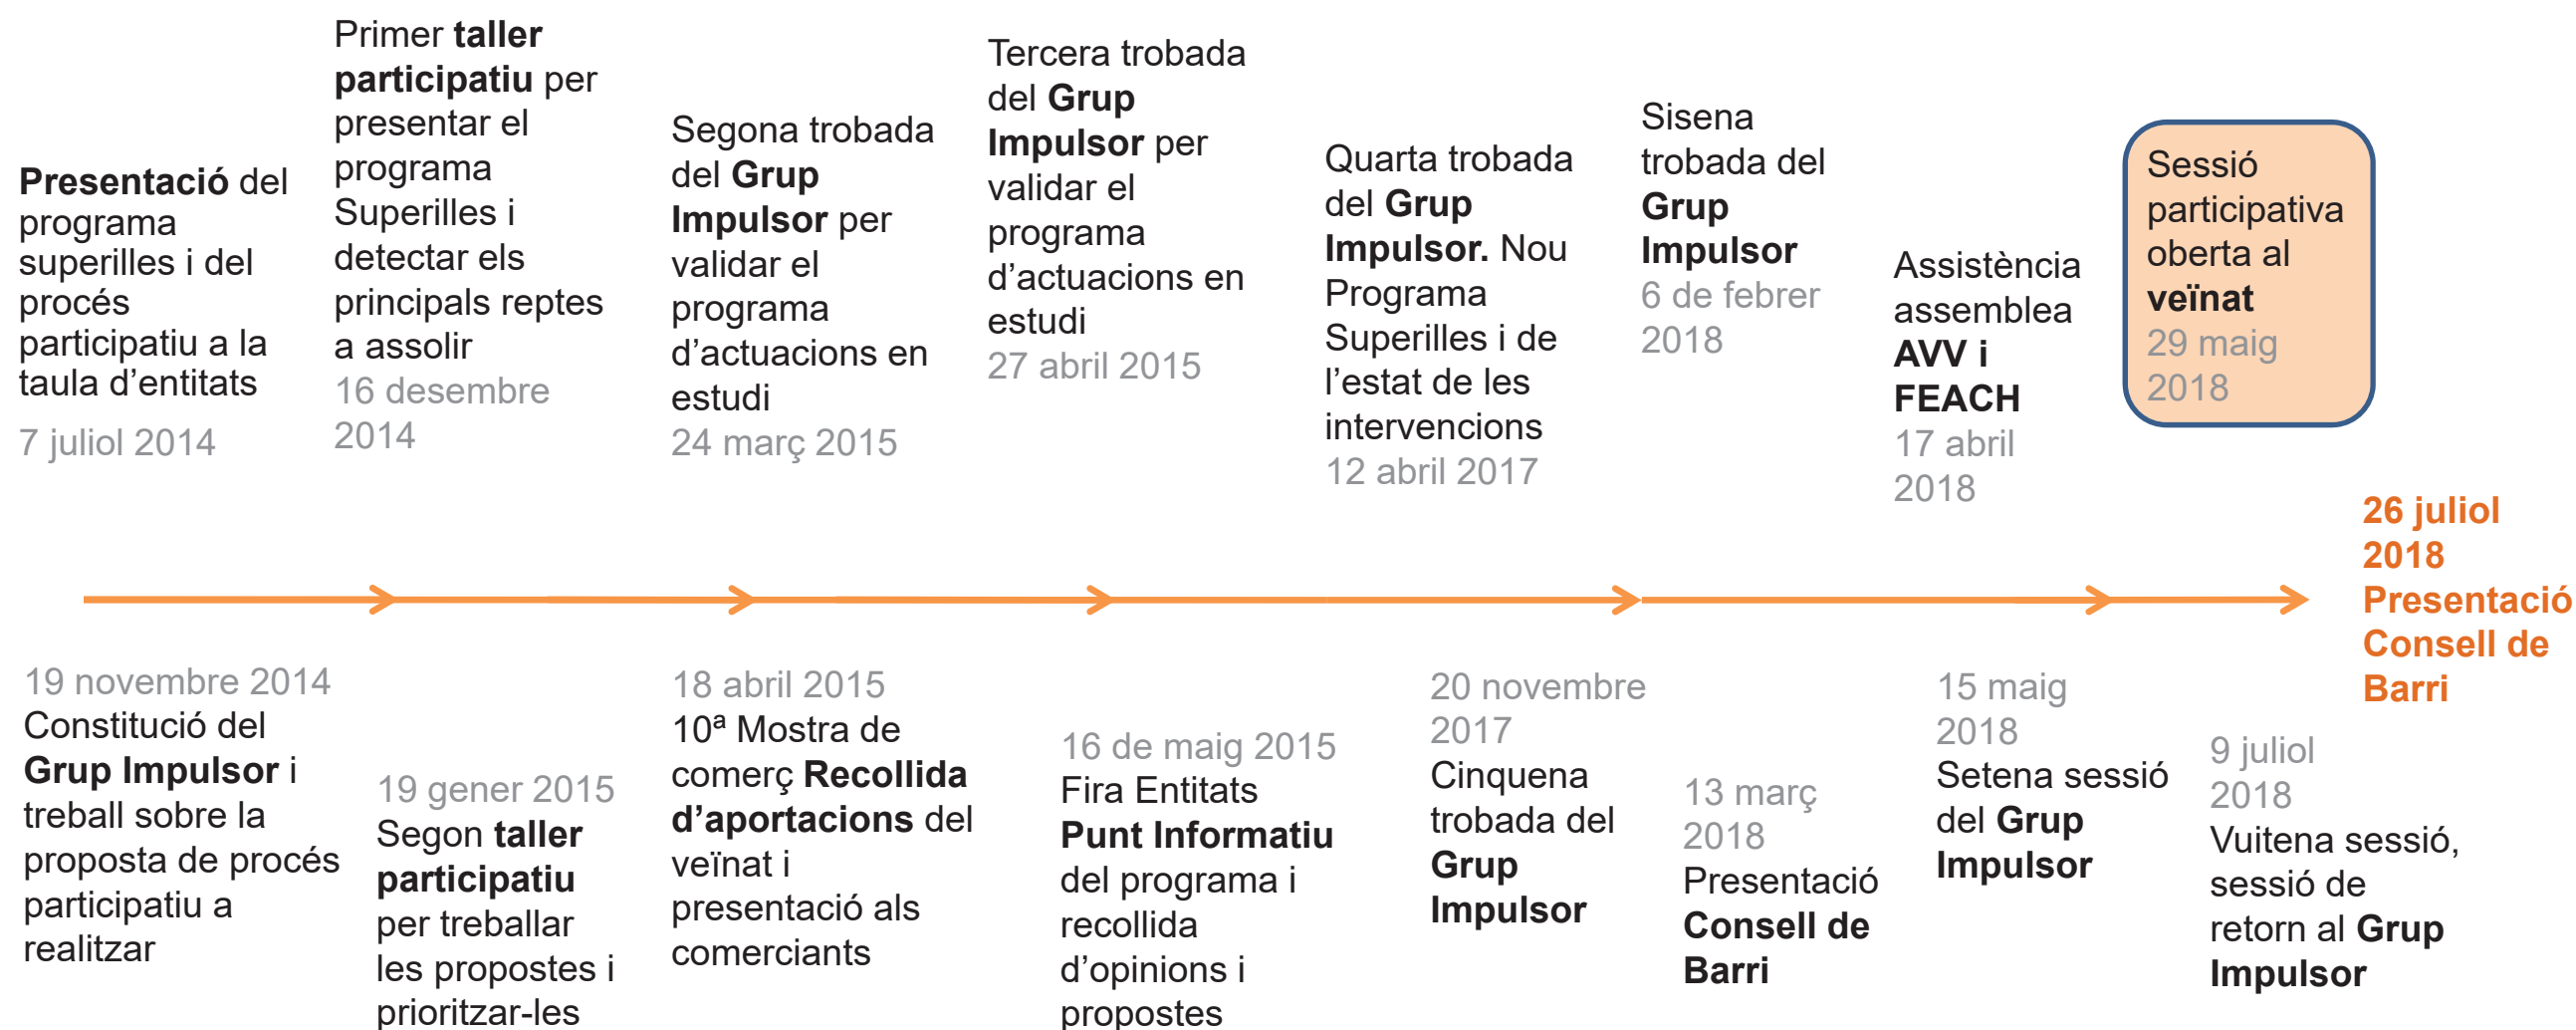 Presentació del
programa
superilles i del
procés
participatiu a la
taula d’entitats
7 juliol 2014
Primer taller
participatiu per
presentar el
programa
Superilles i
detectar els
principals reptes
a assolir
16 desembre
2014
Segona trobada
del Grup
Impulsor per
validar el
programa
d’actuacions en
estudi
24 març 2015
Tercera trobada
del Grup
Impulsor per
validar el
programa
d’actuacions en
estudi
27 abril 2015
Quarta trobada
del Grup
Impulsor. Nou
Programa
Superilles i de
l’estat de les
intervencions
12 abril 2017
Sisena
trobada del
Grup
Impulsor
6 de febrer
2018
Assistència
assemblea
AVV i
FEACH
17 abril
2018
Sessió
participativa
oberta al
veïnat
29 maig
2018
26 juliol
2018
Presentació
Consell de
Barri
19 novembre 2014
Constitució del
Grup Impulsor i
treball sobre la
proposta de procés
participatiu a
realitzar
19 gener 2015
Segon taller
participatiu
per treballar
les propostes i
prioritzar-les
18 abril 2015
10ª Mostra de
comerç Recollida
d’aportacions del
veïnat i
presentació als
comerciants
16 de maig 2015
Fira Entitats
Punt Informatiu
del programa i
recollida
d’opinions i
propostes
20 novembre
2017
Cinquena
trobada del
Grup
Impulsor
13 març
2018
Presentació
Consell de
Barri
15 maig
2018
Setena sessió
del Grup
Impulsor
9 juliol
2018
Vuitena sessió,
sessió de
retorn al Grup
Impulsor